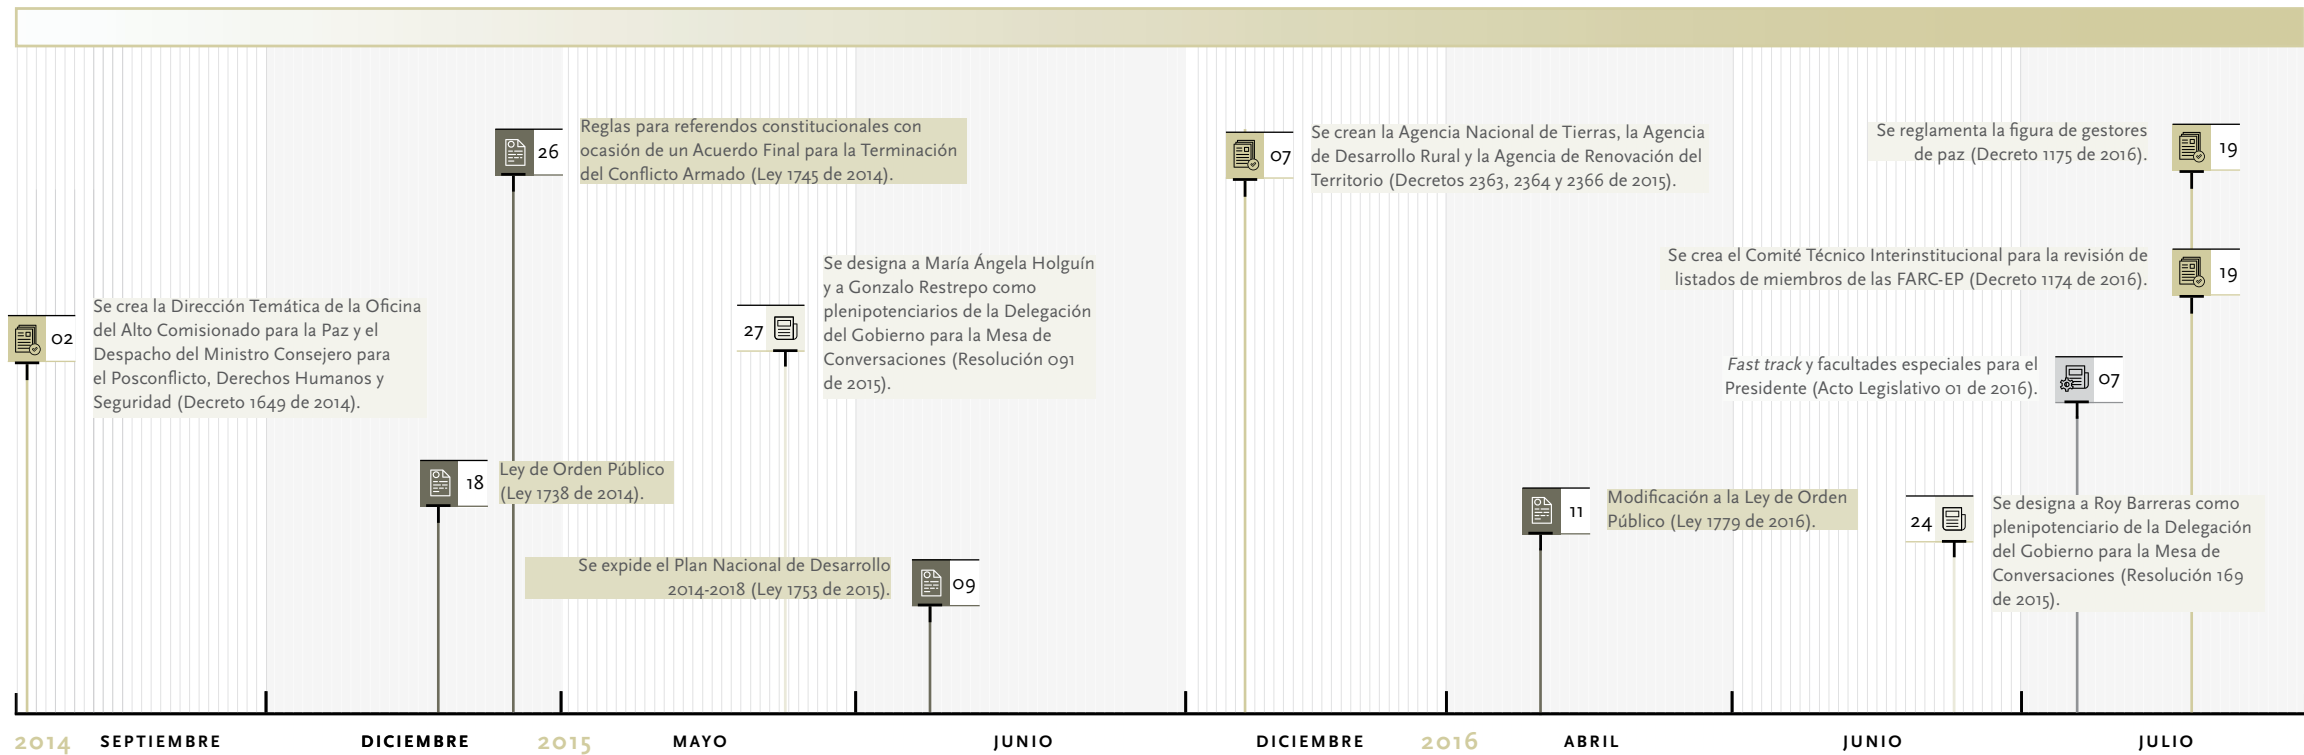 02
Se crea la Dirección Temática de la Oficina
del Alto Comisionado para la Paz y el
Despacho del Ministro Consejero para
el Posconflicto, Derechos Humanos y
Seguridad (Decreto 1649 de 2014).
18
Ley de Orden Público
(Ley 1738 de 2014).
26
Reglas para referendos constitucionales con
ocasión de un Acuerdo Final para la Terminación
del Conflicto Armado (Ley 1745 de 2014).
27
Se designa a María Ángela Holguín
y a Gonzalo Restrepo como
plenipotenciarios de la Delegación
del Gobierno para la Mesa de
Conversaciones (Resolución 091
de 2015).
Se expide el Plan Nacional de Desarrollo
2014-2018 (Ley 1753 de 2015).
09
07
Se crean la Agencia Nacional de Tierras, la Agencia
de Desarrollo Rural y la Agencia de Renovación del
Territorio (Decretos 2363, 2364 y 2366 de 2015).
11
Modificación a la Ley de Orden
Público (Ley 1779 de 2016).
24
Se designa a Roy Barreras como
plenipotenciario de la Delegación
del Gobierno para la Mesa de
Conversaciones (Resolución 169
de 2015).
Fast track y facultades especiales para el
Presidente (Acto Legislativo 01 de 2016).
07
Se reglamenta la figura de gestores
de paz (Decreto 1175 de 2016).
19
Se crea el Comité Técnico Interinstitucional para la revisión de
listados de miembros de las FARC-EP (Decreto 1174 de 2016).
19
2014 SEPTIEMBRE DICIEMBRE 2015 MAYO JUNIO DICIEMBRE 2016 ABRIL JUNIO JULIO